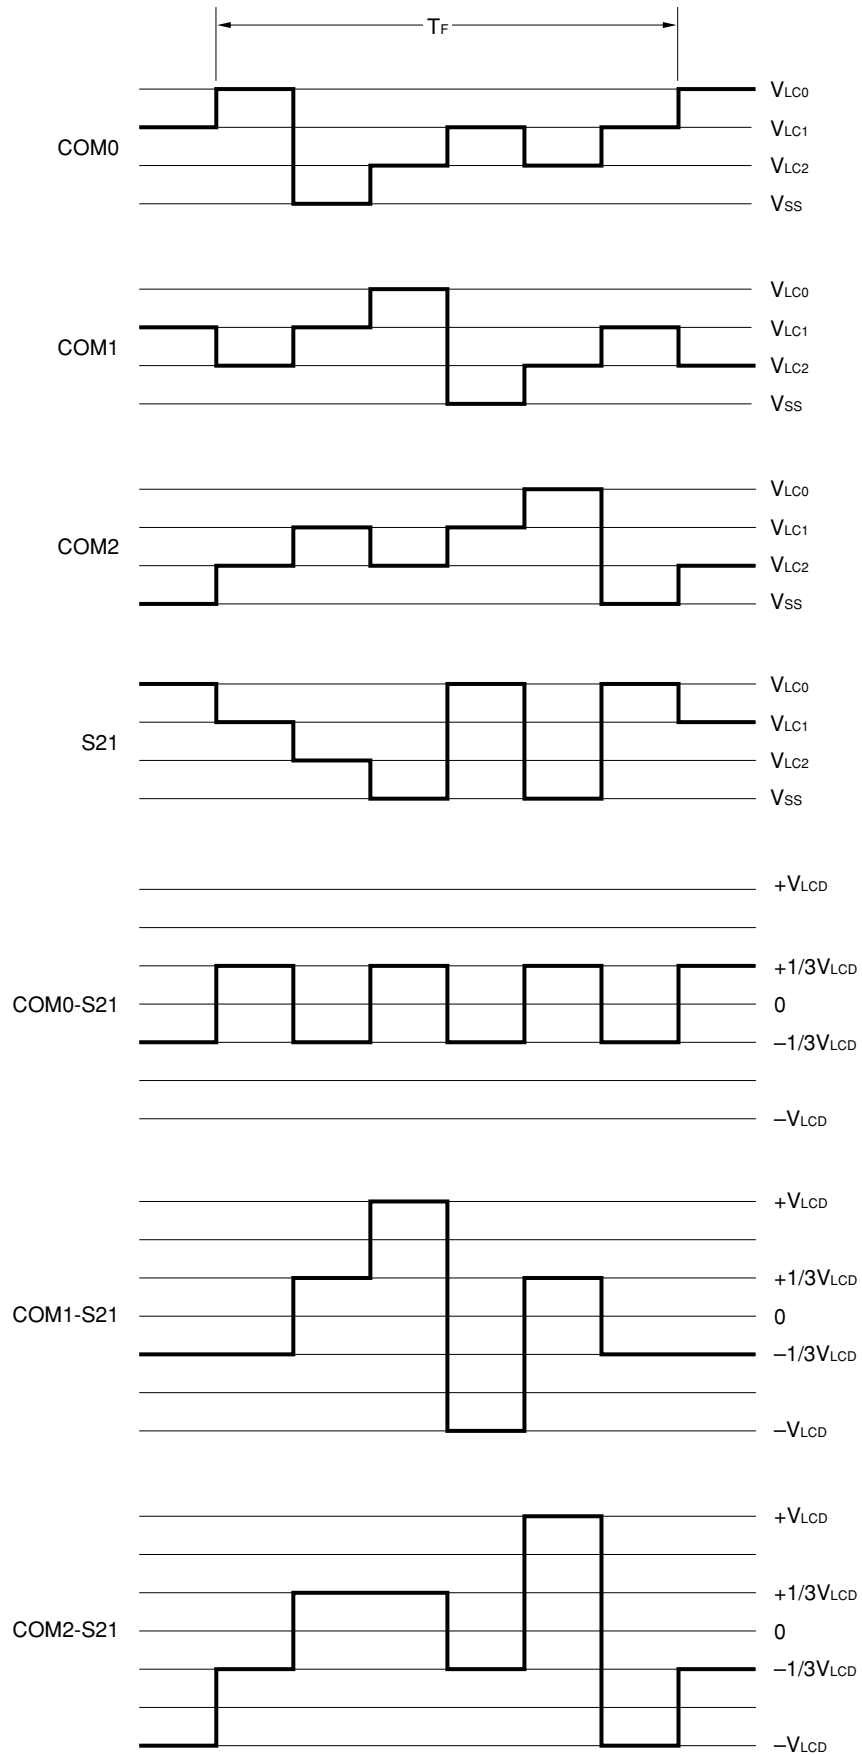 TF
VLC0
VLC1
COM0
VLC2
VSS
VLC0
VLC1
COM1
VLC2
VSS
VLC0
VLC1
COM2
VLC2
VSS
VLC0
VLC1
S21
VLC2
VSS
+VLCD
+1/3VLCD
COM0-S21
0
–1/3VLCD
–VLCD
+VLCD
+1/3VLCD
COM1-S21
0
–1/3VLCD
–VLCD
+VLCD
+1/3VLCD
COM2-S21
0
–1/3VLCD
–VLCD